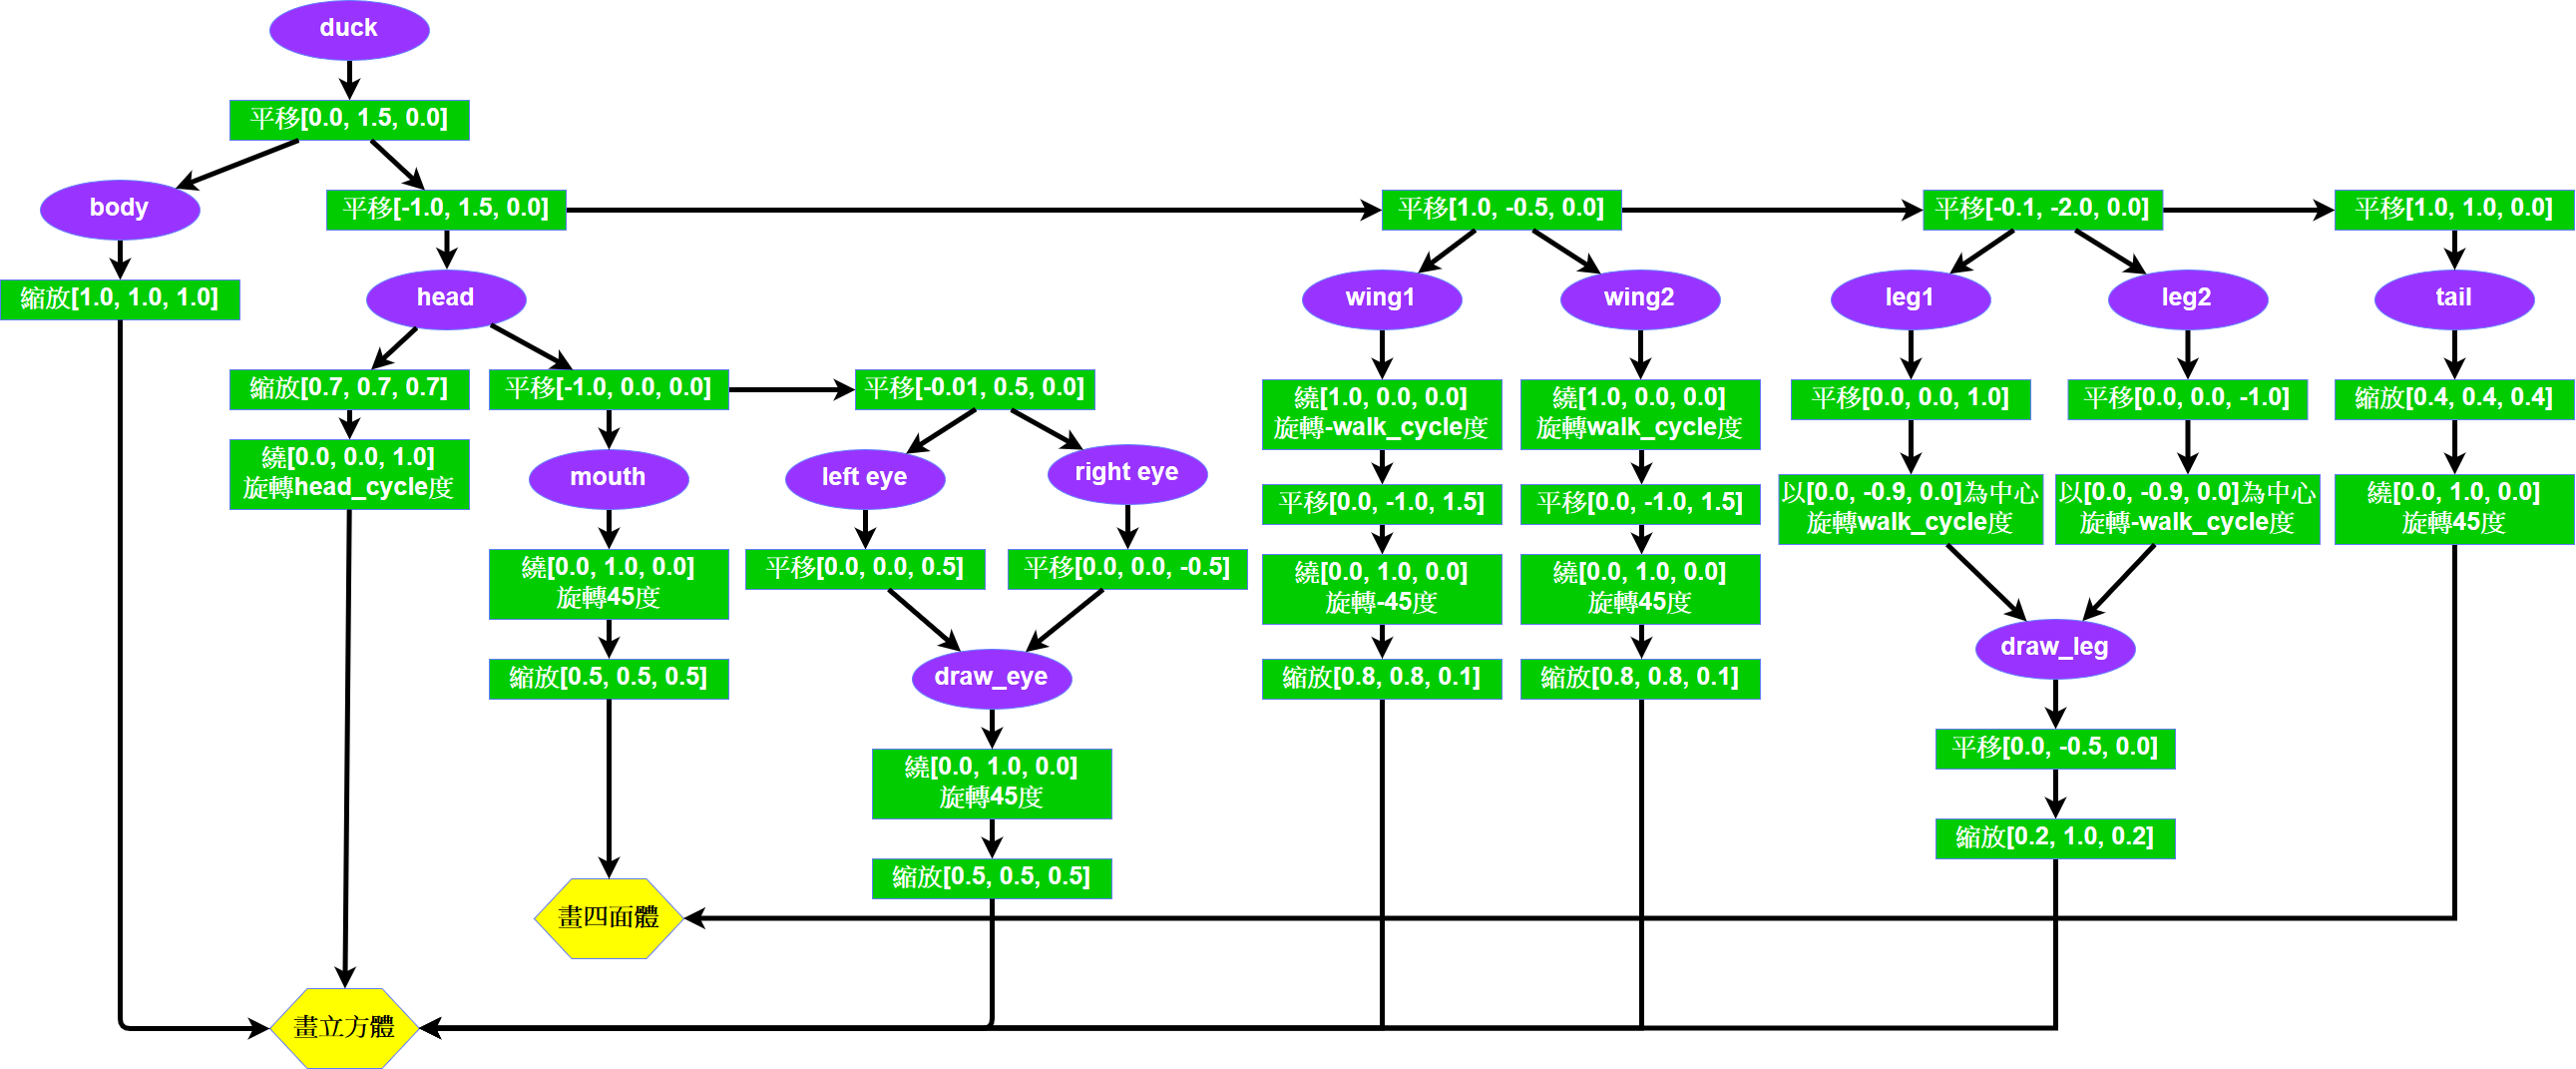 duck
平移[0.0, 1.5, 0.0]
body
平移[-1.0, 1.5, 0.0]
平移[1.0, -0.5, 0.0]
平移[-0.1, -2.0, 0.0]
平移[1.0, 1.0, 0.0]
縮放[1.0, 1.0, 1.0]
head
wing1
wing2
leg1
leg2
tail
縮放[0.7, 0.7, 0.7]
平移[-1.0, 0.0, 0.0]
平移[-0.01, 0.5, 0.0]
繞[1.0, 0.0, 0.0]
旋轉-walk_cycle度
繞[1.0, 0.0, 0.0]
旋轉walk_cycle度
平移[0.0, 0.0, 1.0]
平移[0.0, 0.0, -1.0]
縮放[0.4, 0.4, 0.4]
繞[0.0, 0.0, 1.0]
旋轉head_cycle度
mouth
left eye
right eye
平移[0.0, -1.0, 1.5]
平移[0.0, -1.0, 1.5]
以[0.0, -0.9, 0.0]為中心
旋轉walk_cycle度
以[0.0, -0.9, 0.0]為中心
旋轉-walk_cycle度
繞[0.0, 1.0, 0.0]
旋轉45度
繞[0.0, 1.0, 0.0]
旋轉45度
平移[0.0, 0.0, 0.5]
平移[0.0, 0.0, -0.5]
繞[0.0, 1.0, 0.0]
旋轉-45度
繞[0.0, 1.0, 0.0]
旋轉45度
縮放[0.5, 0.5, 0.5]
draw_eye
縮放[0.8, 0.8, 0.1]
縮放[0.8, 0.8, 0.1]
draw_leg
繞[0.0, 1.0, 0.0]
旋轉45度
平移[0.0, -0.5, 0.0]
縮放[0.5, 0.5, 0.5]
縮放[0.2, 1.0, 0.2]
畫四面體
畫立方體